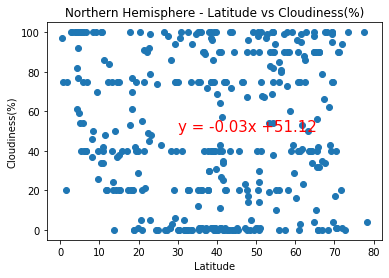 Northern Hemisphere - Latitude vs Cloudiness(%)
100
80
60
40
20
0
Cloudiness(%)
y = -0.03x +51.12
0 10 20 30 40 50 60 70 80
Latitude